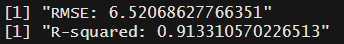 [1] "RMSE: 6.52068627766351"
[1] "R-squared: 0.913310570226513"